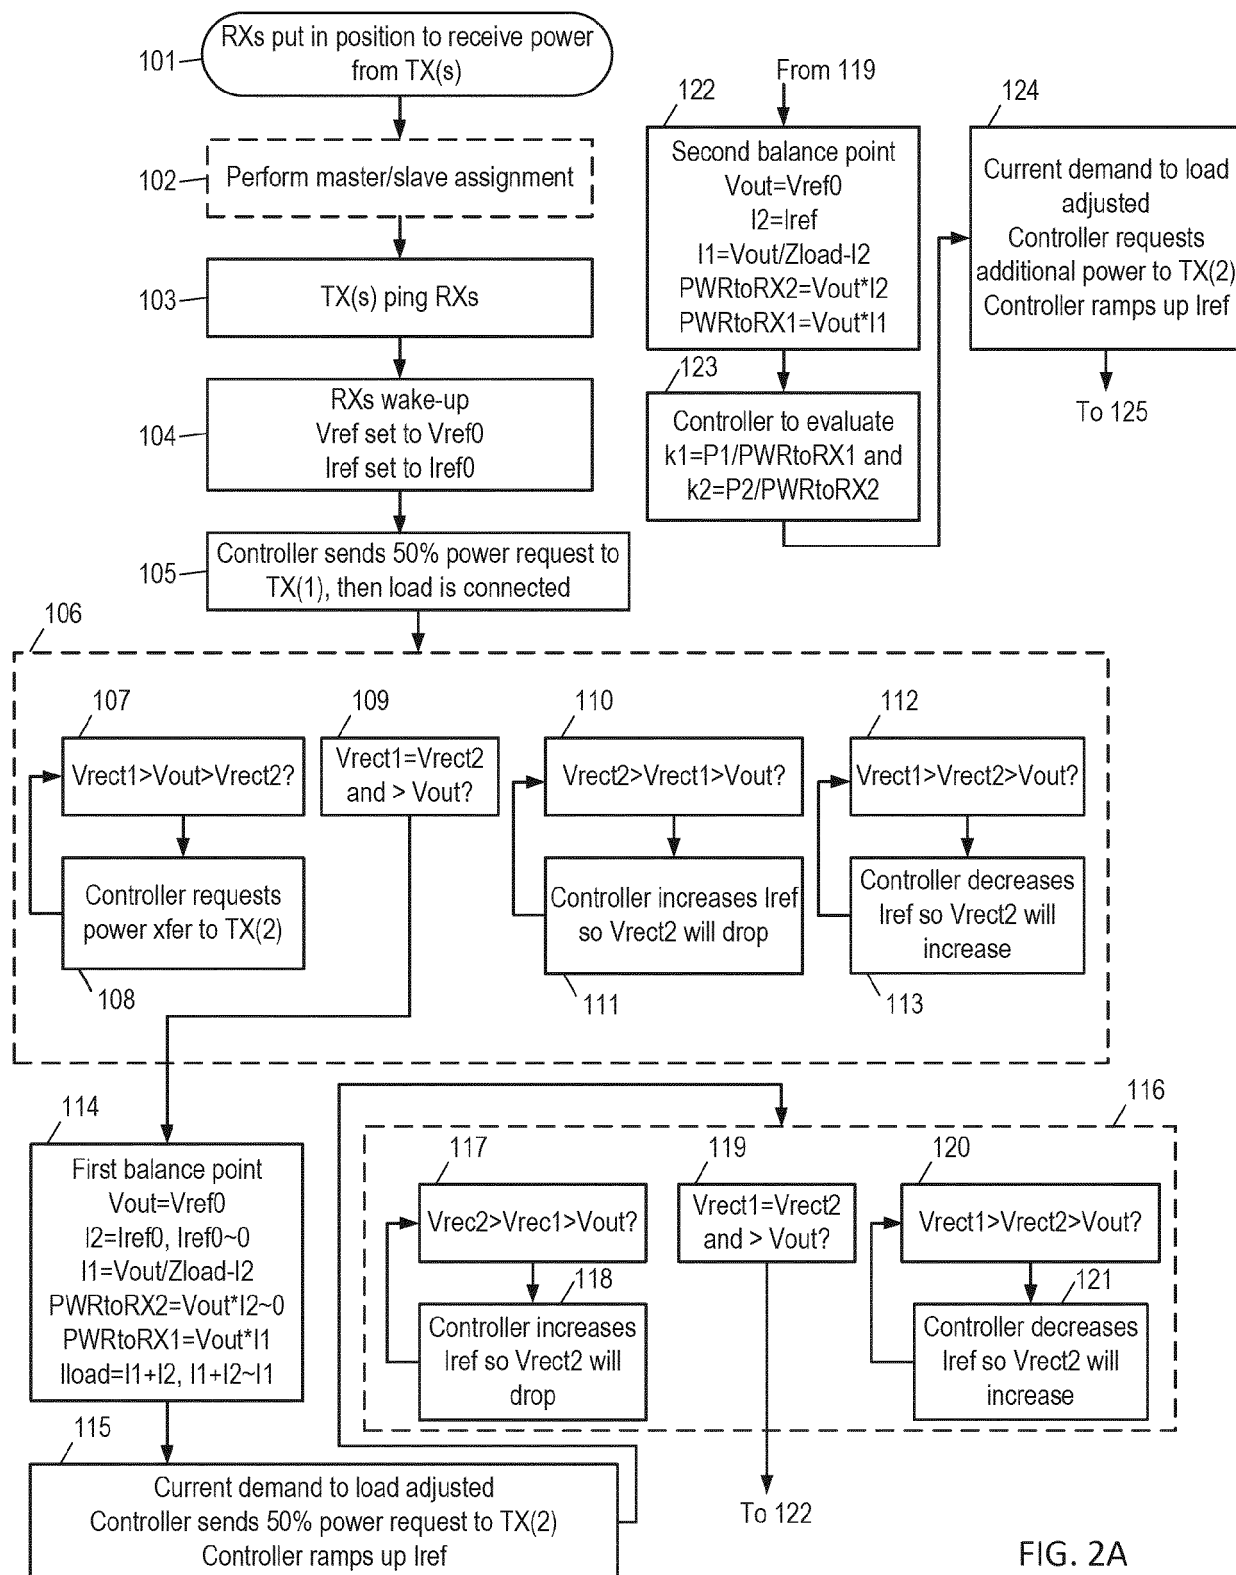 101
RXs put in position to receive power
from TX(s)
102
Perform master/slave assignment
103
TX(s) ping RXs
104
RXs wake-up
Vref set to Vref0
Iref set to Iref0
105
Controller sends 50% power request to
TX(1), then load is connected
106
107
Vrect1>Vout>Vrect2?
Controller requests
power xfer to TX(2)
108
109
Vrect1=Vrect2
and > Vout?
110
Vrect2>Vrect1>Vout?
Controller increases Iref
so Vrect2 will drop
111
112
Vrect1>Vrect2>Vout?
Controller decreases
Iref so Vrect2 will
increase
113
114
First balance point
Vout=Vref0
I2=Iref0, Iref0~0
I1=Vout/Zload-I2
PWRtoRX2=Vout*I2~0
PWRtoRX1=Vout*I1
Iload=I1+I2, I1+I2~I1
115
Current demand to load adjusted
Controller sends 50% power request to TX(2)
Controller ramps up Iref
116
117
Vrec2>Vrec1>Vout?
118
Controller increases
Iref so Vrect2 will
drop
119
Vrect1=Vrect2
and > Vout?
To 122
120
Vrect1>Vrect2>Vout?
121
Controller decreases
Iref so Vrect2 will
increase
From 119
122
Second balance point
Vout=Vref0
I2=Iref
I1=Vout/Zload-I2
PWRtoRX2=Vout*I2
PWRtoRX1=Vout*I1
123
Controller to evaluate
k1=P1/PWRtoRX1 and
k2=P2/PWRtoRX2
124
Current demand to load
adjusted
Controller requests
additional power to TX(2)
Controller ramps up Iref
To 125
FIG. 2A